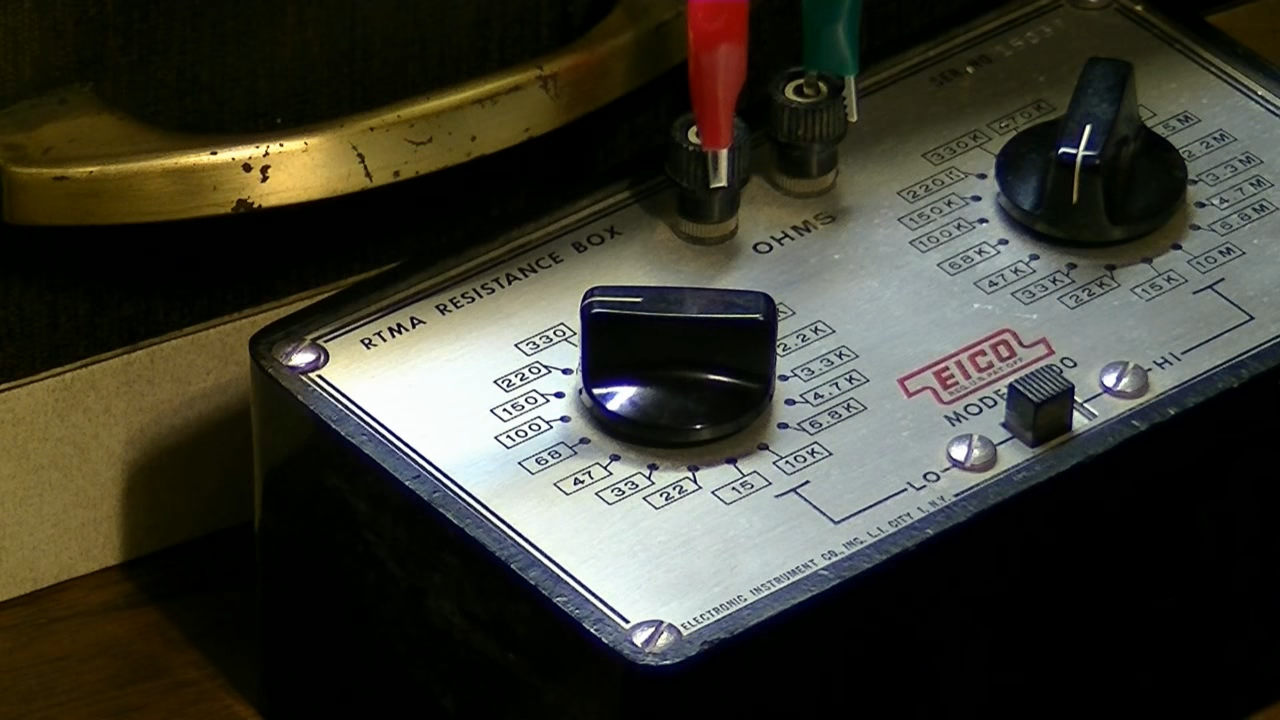 SER. NO.
RTMA RESISTANCE BOX
OHMS
330
220
150
100
68
47
33
22
15
10K
6.8K
4.7K
3.3K
2.2K
470K
330K
150K
100K
68K
47K
33K
22K
15K
10M
6.8M
4.7M
3.3M
2.2M
EICO
HI
LO
ELECTRONIC INSTRUMENT CO., INC. L.I. CITY 1, N.Y.